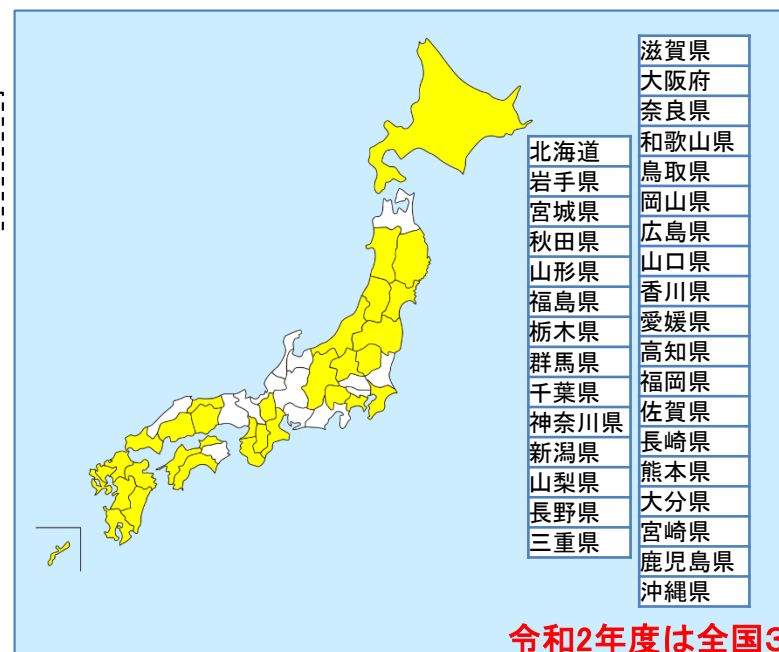 北海道
岩手県
宮城県
秋田県
山形県
福島県
栃木県
群馬県
千葉県
神奈川県
新潟県
山梨県
長野県
三重県
滋賀県
大阪府
奈良県
和歌山県
鳥取県
岡山県
広島県
山口県
香川県
愛媛県
高知県
福岡県
佐賀県
長崎県
熊本県
大分県
宮崎県
鹿児島県
沖縄県
令和2年度は全国3